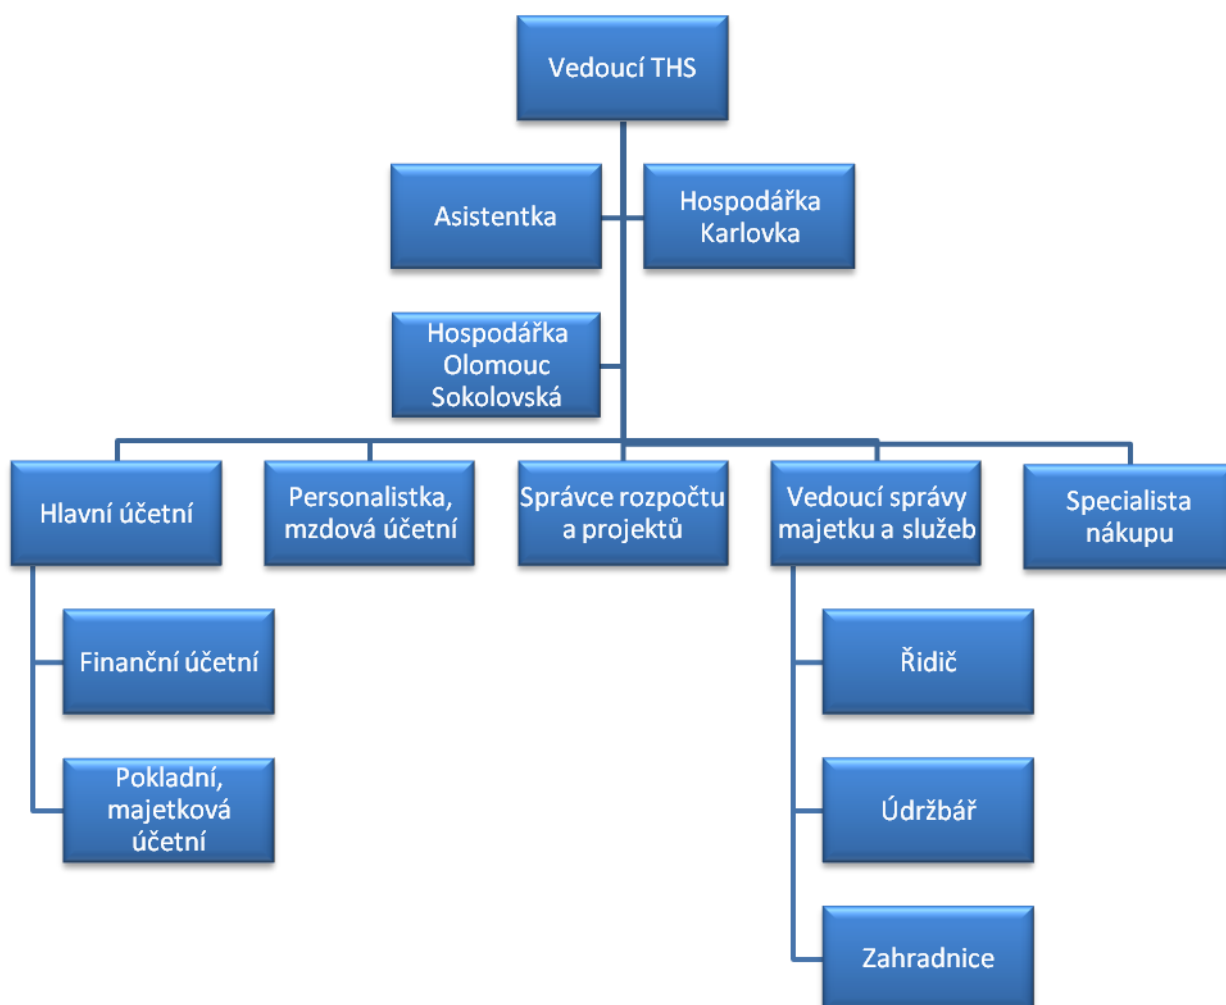 Vedoucí THS
Asistentka
Hospodářka
Karlovka
Hospodářka
Olomouc
Sokolovská
Hlavní účetní
Personalistka,
mzdová účetní
Správce rozpočtu
a projektů
Vedoucí správy
majetku a služeb
Specialista
nákupu
Finanční účetní
Pokladní,
majetková
účetní
Řidič
Údržbář
Zahradnice